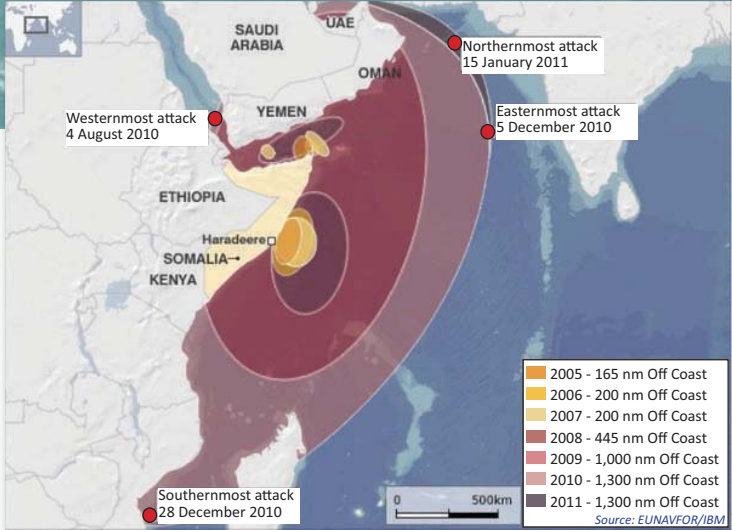 SAUDI
ARABIA
UAE
OMAN
Northernmost attack
15 January 2011
Easternmost attack
5 December 2010
Westernmost attack
4 August 2010
YEMEN
ETHIOPIA
Haradeere
SOMALIA
KENYA
2005 - 165 nm Off Coast
2006 - 200 nm Off Coast
2007 - 200 nm Off Coast
2008 - 445 nm Off Coast
2009 - 1,000 nm Off Coast
2010 - 1,300 nm Off Coast
2011 - 1,300 nm Off Coast
Source: EUNAVFOR/IBM
Southernmost attack
28 December 2010
0 500km